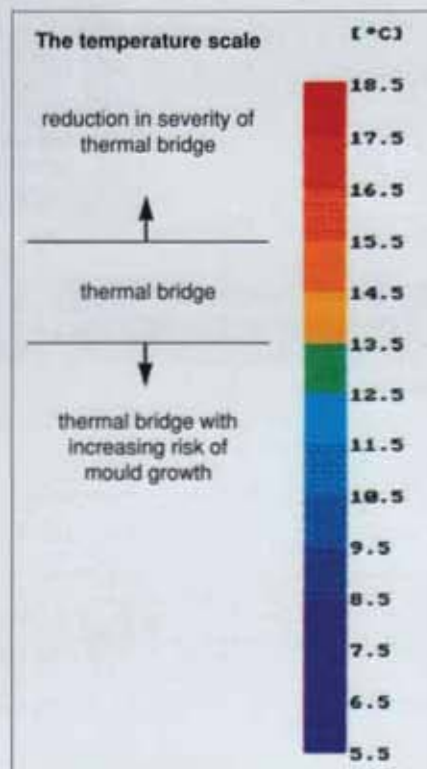 The temperature scale
[°C]
reduction in severity of
thermal bridge
thermal bridge
thermal bridge with
increasing risk of
mould growth
18.5
17.5
16.5
15.5
14.5
13.5
12.5
11.5
10.5
9.5
8.5
7.5
6.5
5.5